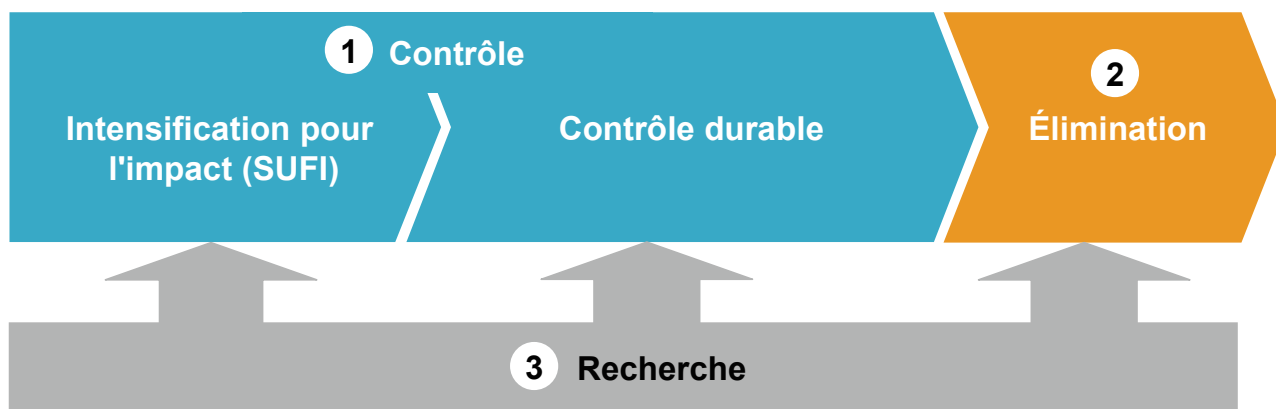 1 Contrôle
Intensification pour
l'impact (SUFI)
Contrôle durable
2
Élimination
3 Recherche